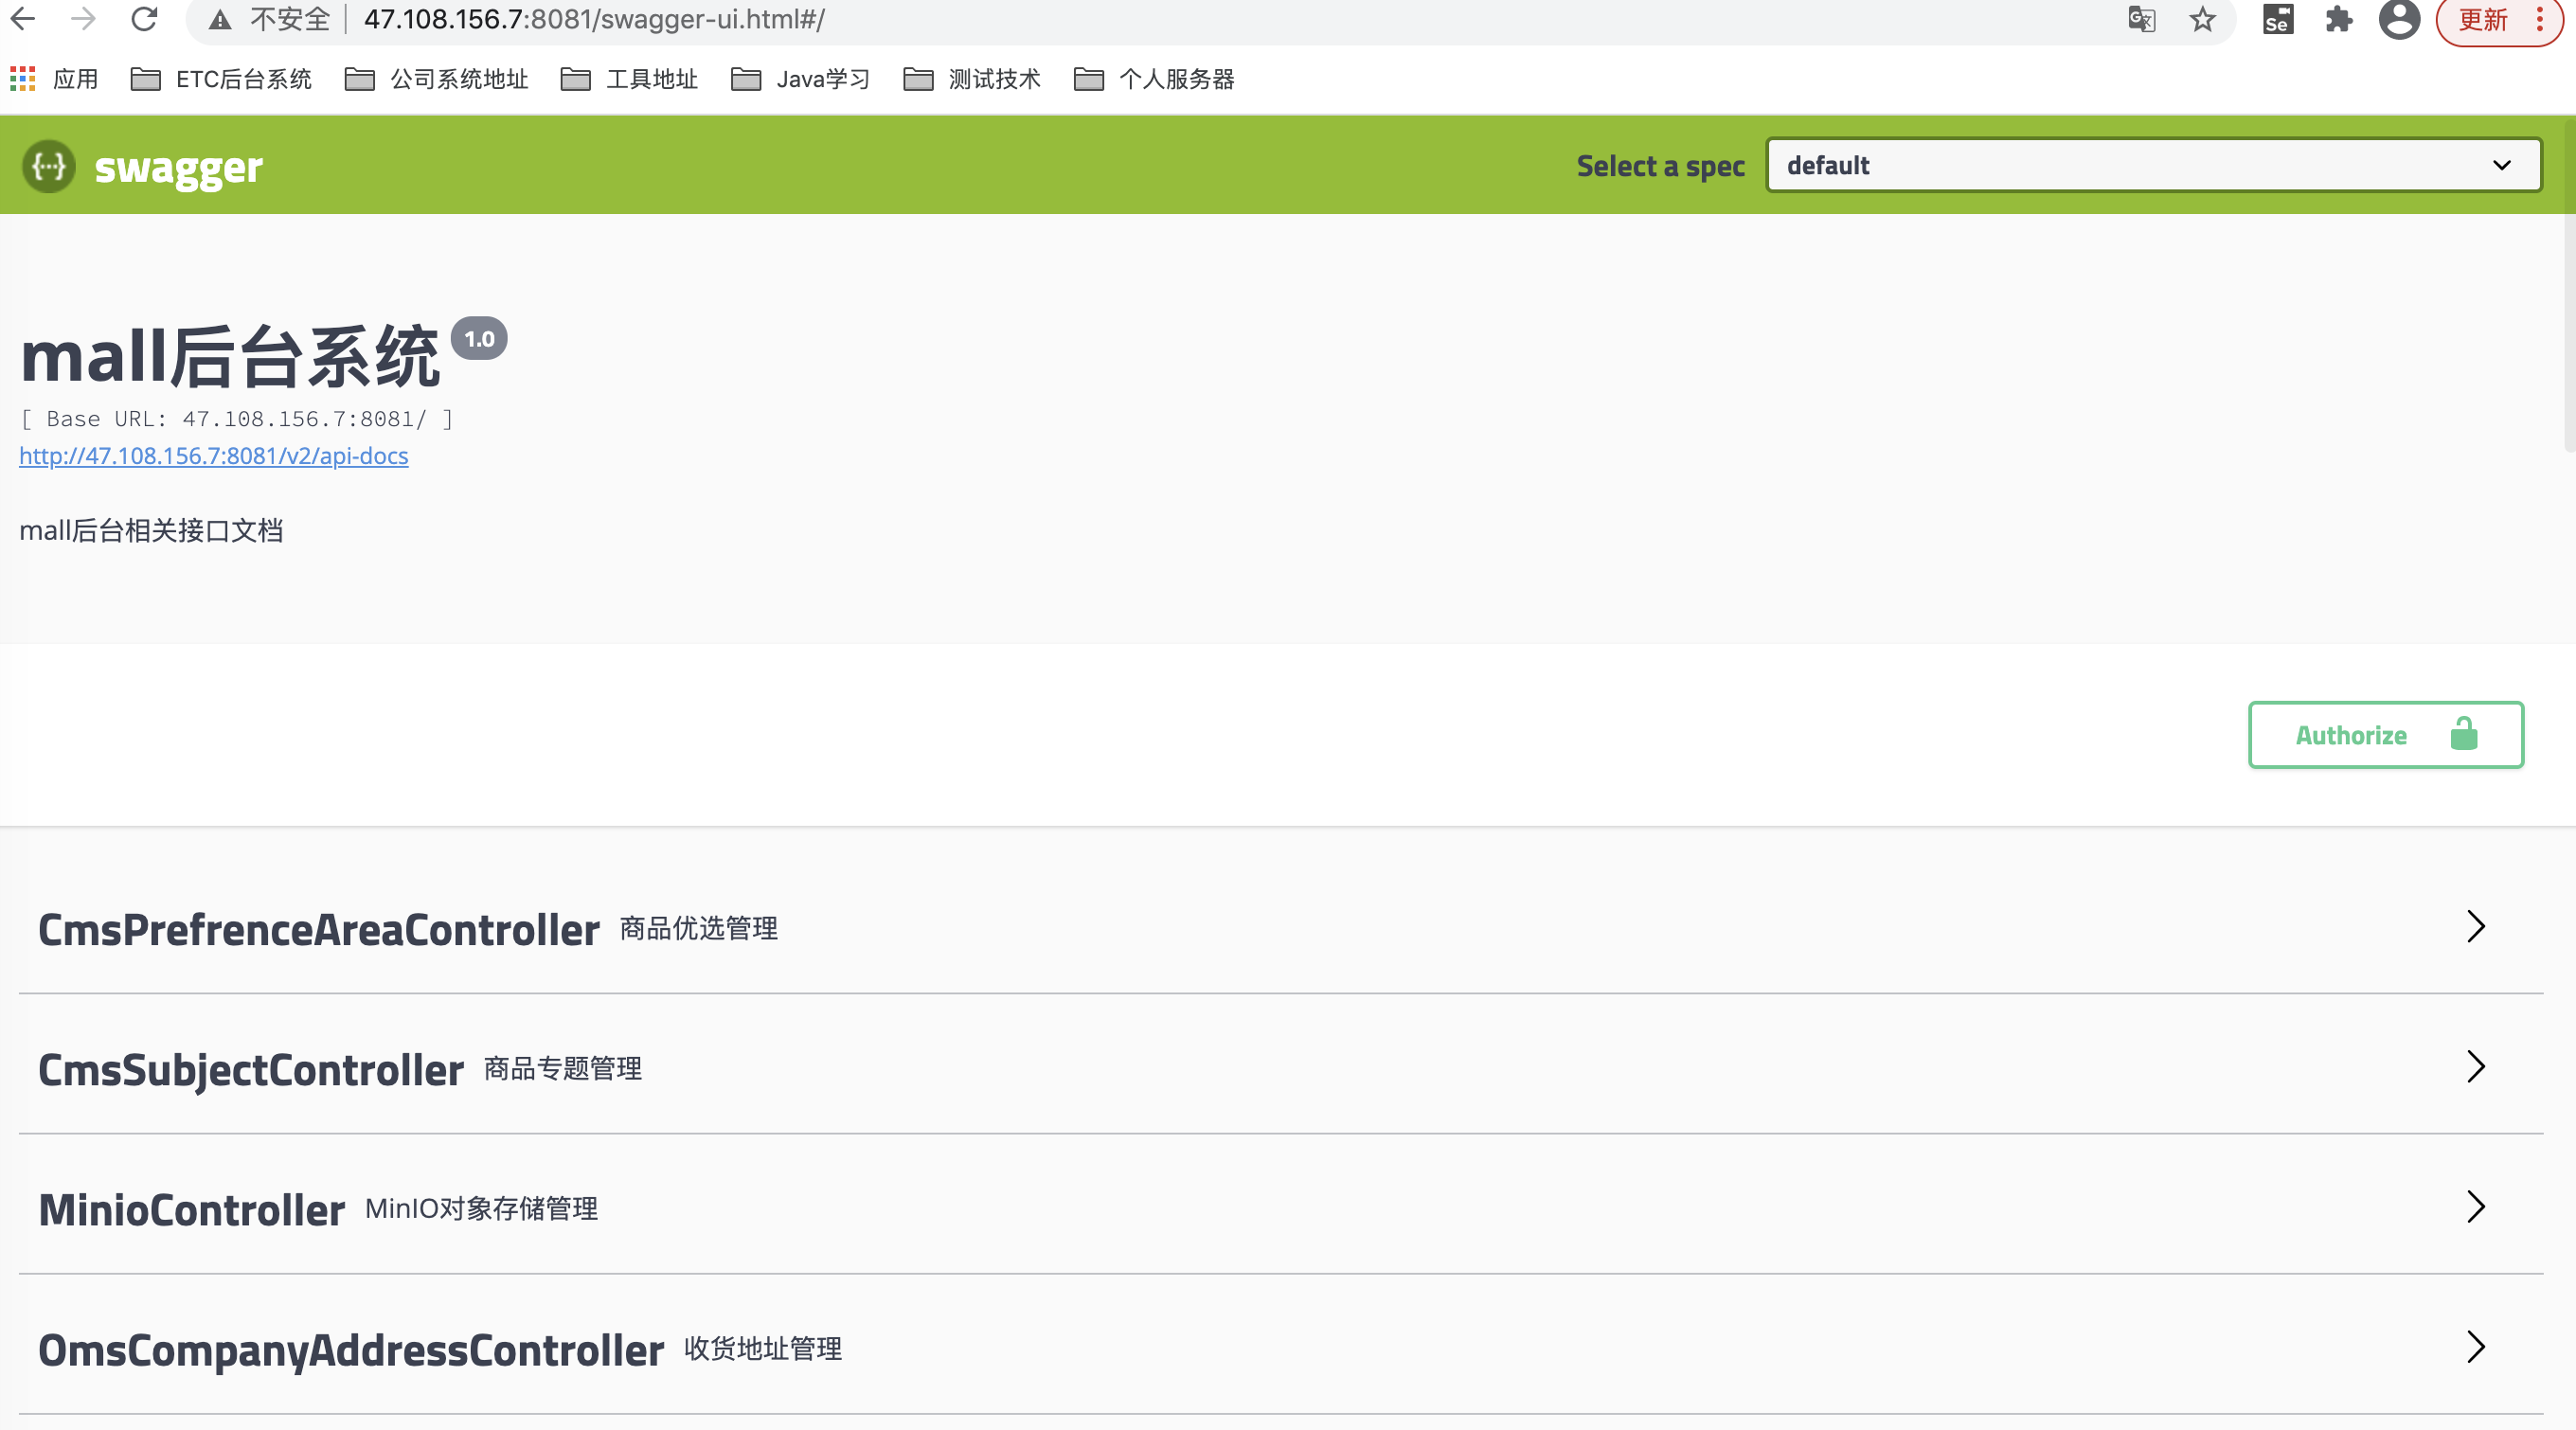 不安全 47.108.156.7:8081/swagger-ui.html#/ Se 更新
应用 ETC后台系统 公司系统地址 工具地址 Java学习 测试技术 个人服务器
{...} swagger Select a spec default
mall后台系统 1.0
[ Base URL: 47.108.156.7:8081/ ]
http://47.108.156.7:8081/v2/api-docs
mall后台相关接口文档
Authorize
CmsPrefrenceAreaController 商品优选管理
CmsSubjectController 商品专题管理
MinioController MinIO对象存储管理
OmsCompanyAddressController 收货地址管理